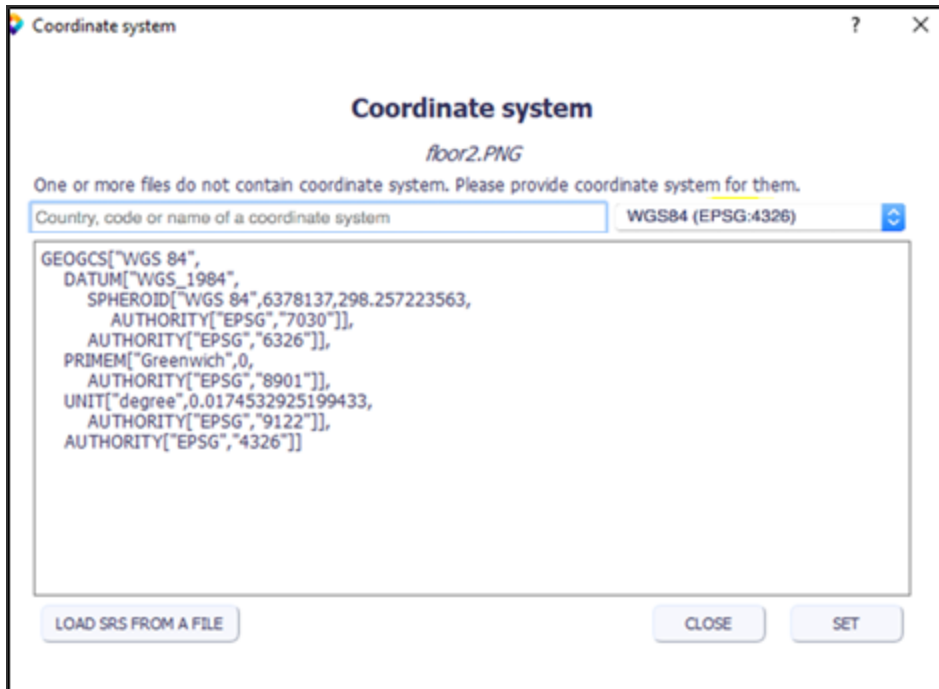 Coordinate system
?
Coordinate system
floor2.PNG
One or more files do not contain coordinate system. Please provide coordinate system for them.
Country, code or name of a coordinate system
WGS84 (EPSG:4326)
GEOGCS["WGS 84",
DATUM["WGS_1984",
SPHEROID["WGS 84",6378137,298.257223563,
AUTHORITY["EPSG","7030"]],
AUTHORITY["EPSG","6326"]],
PRIMEM["Greenwich",0,
AUTHORITY["EPSG","8901"]],
UNIT["degree",0.0174532925199433,
AUTHORITY["EPSG","9122"]],
AUTHORITY["EPSG","4326"]]
LOAD SRS FROM A FILE
CLOSE
SET